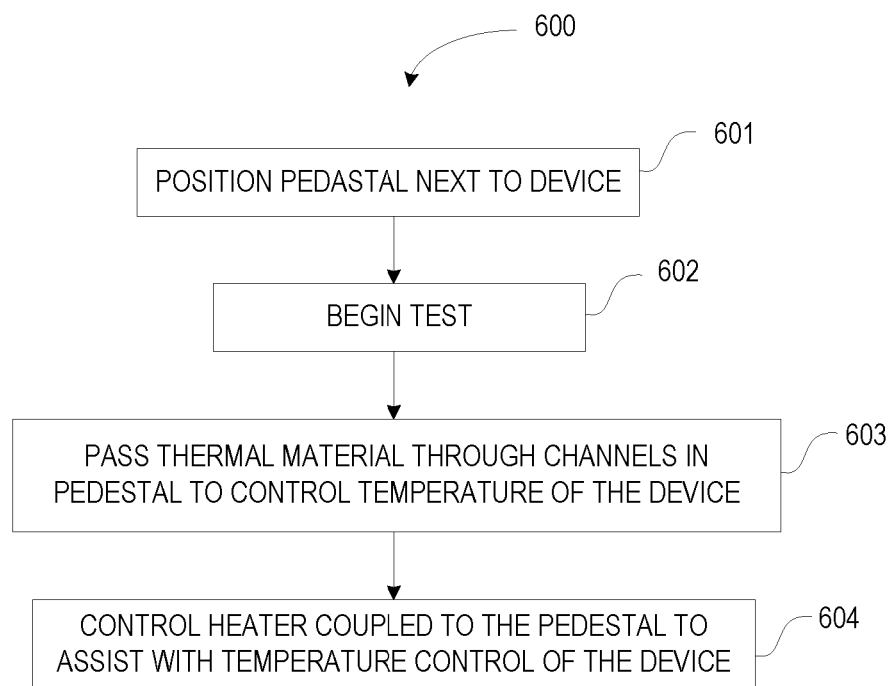 600
601
POSITION PEDASTAL NEXT TO DEVICE
602
BEGIN TEST
603
PASS THERMAL MATERIAL THROUGH CHANNELS IN
PEDESTAL TO CONTROL TEMPERATURE OF THE DEVICE
604
CONTROL HEATER COUPLED TO THE PEDESTAL TO
ASSIST WITH TEMPERATURE CONTROL OF THE DEVICE